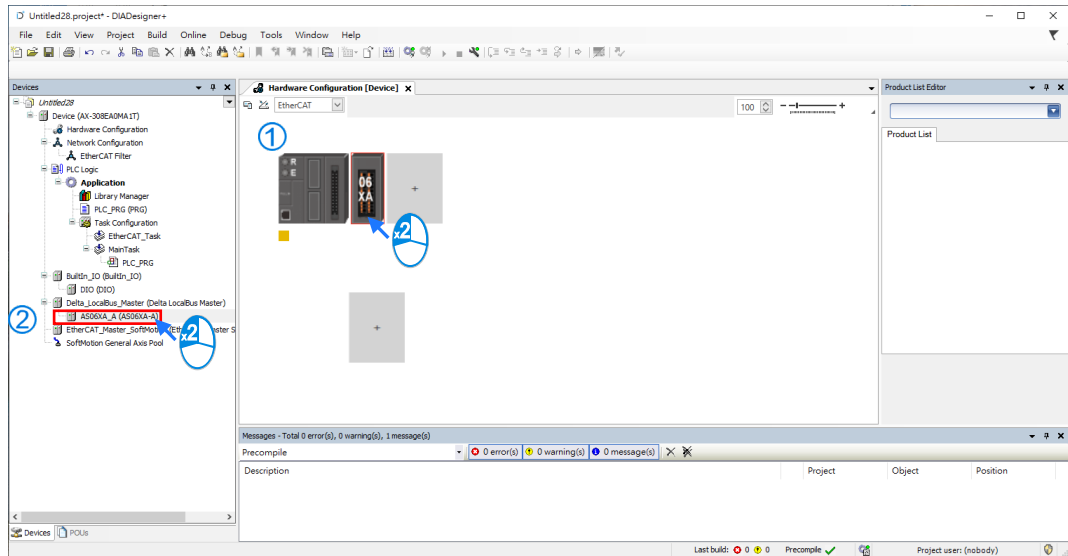 Untitled28.project* - DIADesigner+
File Edit View Project Build Online Debug Tools Window Help
Devices
Untitled28
Device (AX-308EA0MA1T)
Hardware Configuration
Network Configuration
EtherCAT Filter
PLC Logic
Application
Library Manager
PLC_PRG (PRG)
Task Configuration
EtherCAT_Task
MainTask
PLC_PRG
BuiltIn_IO (BuiltIn_IO)
DIO (DIO)
Delta_LocalBus_Master (Delta LocalBus Master)
② AS06XA_A (AS06XA-A)
x2
EtherCAT_Master_SoftMotion
SoftMotion General Axis Pool
Devices POUs
Hardware Configuration [Device]
EtherCAT
100
①
R
E
06
XA
+
x2
+
Product List Editor
Product List
Messages - Total 0 error(s), 0 warning(s), 1 message(s)
Precompile 0 error(s) 0 warning(s) 0 message(s)
Description Project Object Position
Last build: 0 0 Precompile Project user: (nobody)